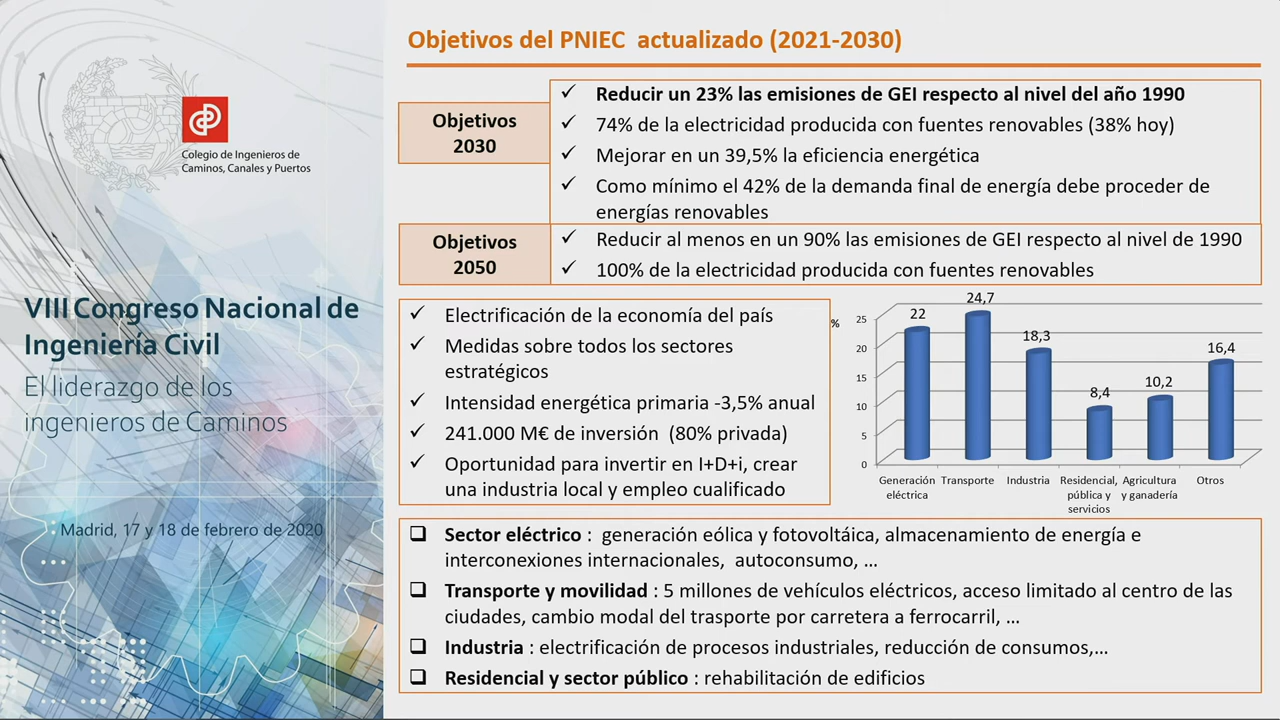 Colegio de Ingenieros de
Caminos, Canales y Puertos
VIII Congreso Nacional de
Ingeniería Civil
El liderazgo de los
ingenieros de Caminos
Madrid, 17 y 18 de febrero de 2020
Objetivos del PNIEC actualizado (2021-2030)
Objetivos
2030
✓ Reducir un 23% las emisiones de GEI respecto al nivel del año 1990
✓ 74% de la electricidad producida con fuentes renovables (38% hoy)
✓ Mejorar en un 39,5% la eficiencia energética
✓ Como mínimo el 42% de la demanda final de energía debe proceder de
energías renovables
Objetivos
2050
✓ Reducir al menos en un 90% las emisiones de GEI respecto al nivel de 1990
✓ 100% de la electricidad producida con fuentes renovables
✓ Electrificación de la economía del país
✓ Medidas sobre todos los sectores
estratégicos
✓ Intensidad energética primaria -3,5% anual
✓ 241.000 M€ de inversión (80% privada)
✓ Oportunidad para invertir en I+D+i, crear
una industria local y empleo cualificado
%
25
20
15
10
5
0
22
24,7
18,3
8,4
10,2
16,4
Generación
eléctrica
Transporte
Industria
Residencial,
pública y
servicios
Agricultura
y ganadería
Otros
❑ Sector eléctrico : generación eólica y fotovoltáica, almacenamiento de energía e
interconexiones internacionales, autoconsumo, …
❑ Transporte y movilidad : 5 millones de vehículos eléctricos, acceso limitado al centro de las
ciudades, cambio modal del trasporte por carretera a ferrocarril, …
❑ Industria : electrificación de procesos industriales, reducción de consumos,…
❑ Residencial y sector público : rehabilitación de edificios